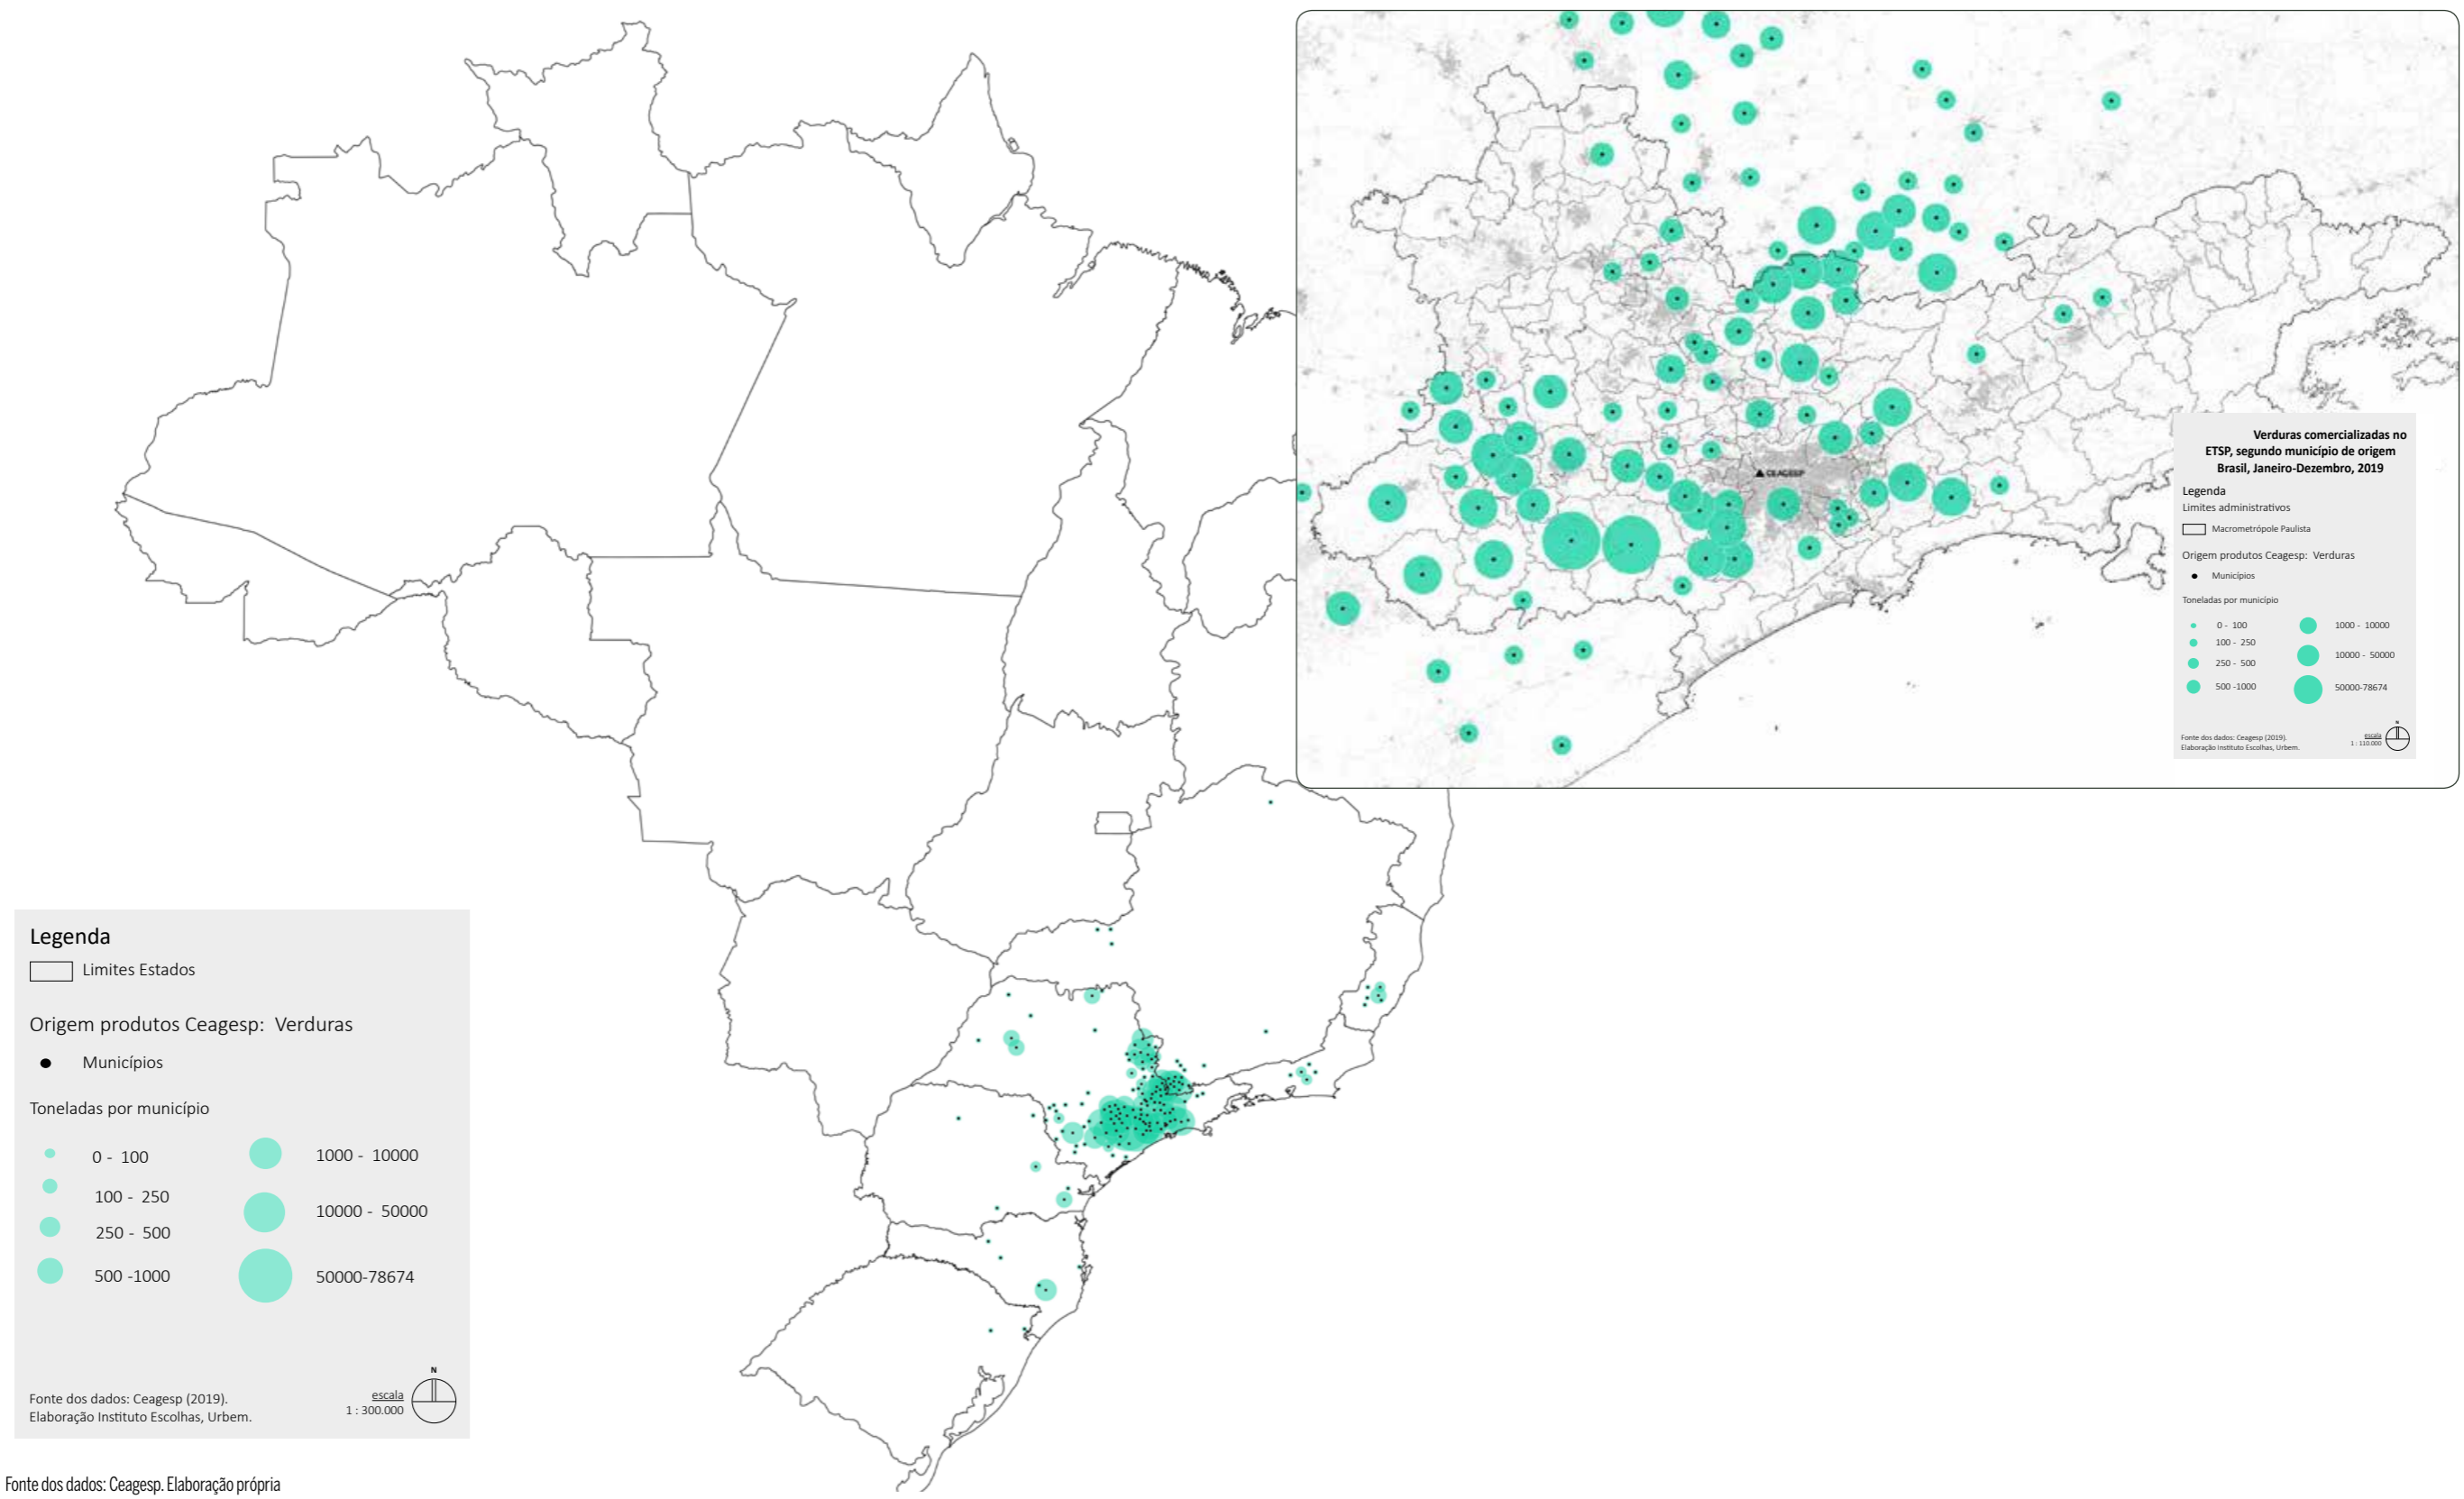 CEAGESP
Verduras comercializadas no
ETSP, segundo município de origem
Brasil, Janeiro-Dezembro, 2019
Legenda
Limites administrativos
Macrometrópole Paulista
Origem produtos Ceagesp: Verduras
Municípios
Toneladas por município
0 - 100
100 - 250
250 - 500
500 -1000
1000 - 10000
10000 - 50000
50000-78674
Fonte dos dados: Ceagesp (2019).
Elaboração Instituto Escolhas, Urbem.
escala
1 : 110.000
N
Legenda
Limites Estados
Origem produtos Ceagesp: Verduras
Municípios
Toneladas por município
0 - 100
100 - 250
250 - 500
500 -1000
1000 - 10000
10000 - 50000
50000-78674
Fonte dos dados: Ceagesp (2019).
Elaboração Instituto Escolhas, Urbem.
escala
1 : 300.000
N
Fonte dos dados: Ceagesp. Elaboração própria